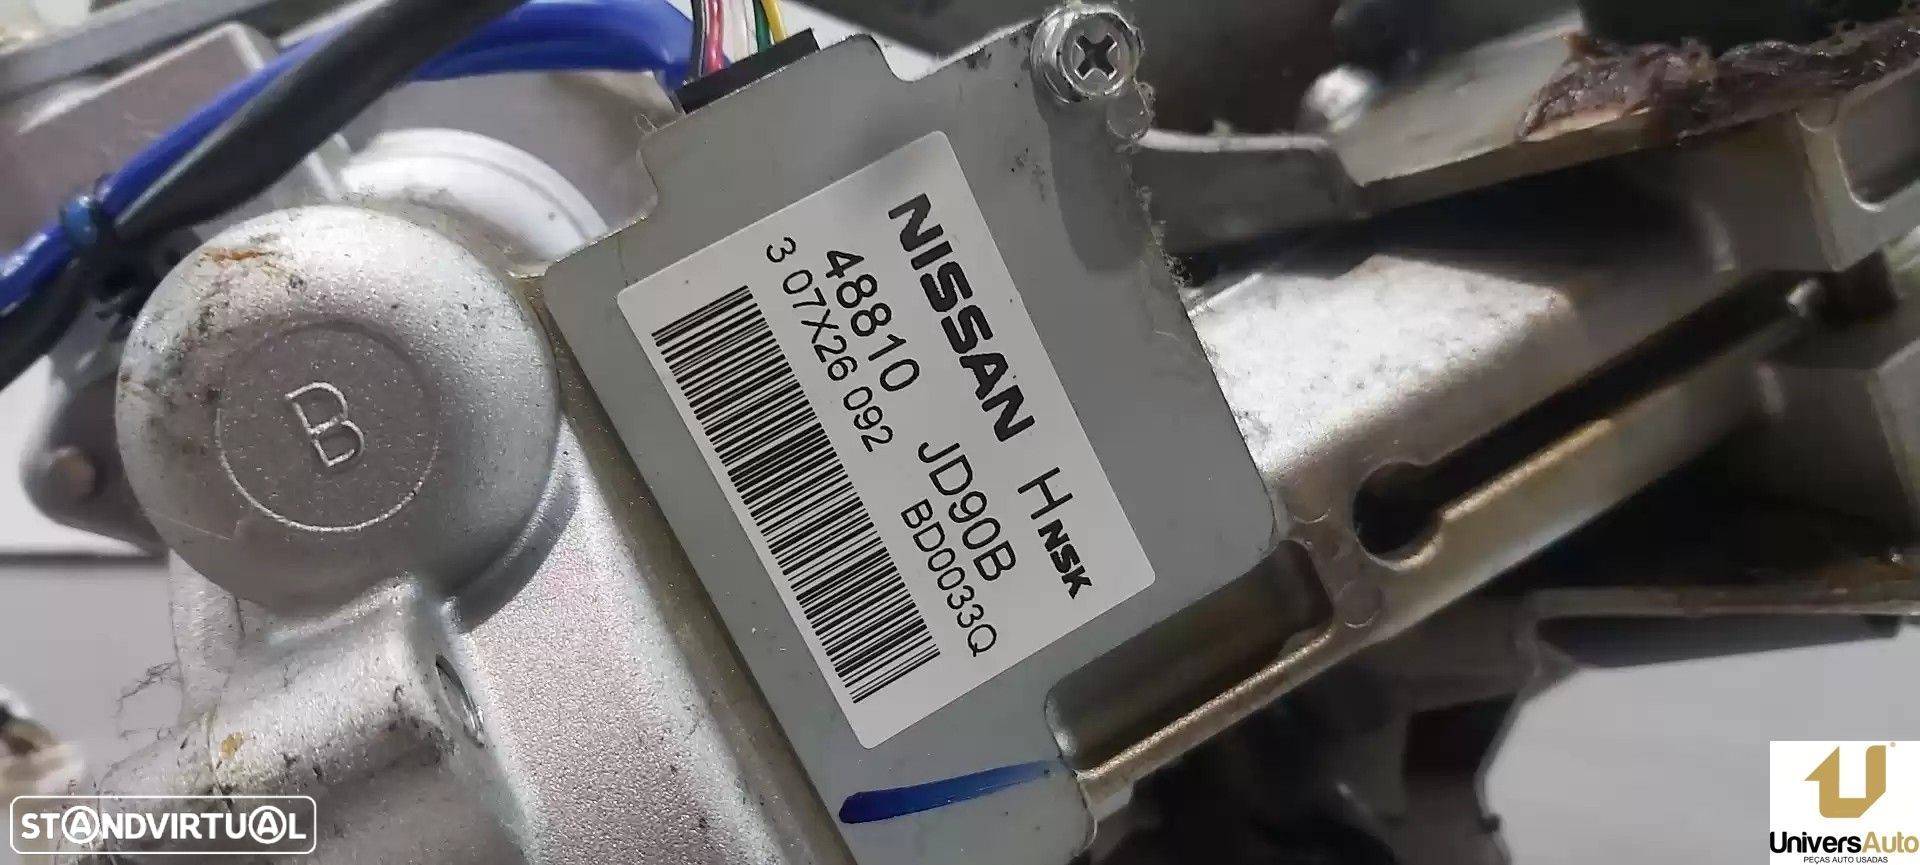 NISSAN H NSK
48810 JD90B
3 07X26 092 BD0033Q
B
STANDVIRTUAL
UniversAuto
PEÇAS AUTO USADAS